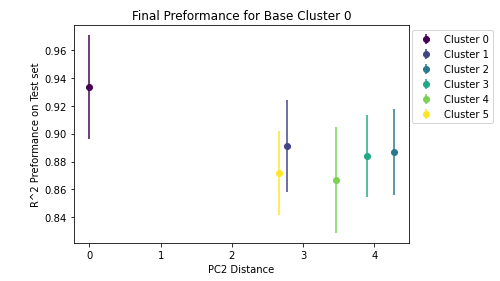 Final Preformance for Base Cluster 0
R^2 Preformance on Test set
0.96
0.94
0.92
0.90
0.88
0.86
0.84
0 1 2 3 4
PC2 Distance
Cluster 0
Cluster 1
Cluster 2
Cluster 3
Cluster 4
Cluster 5